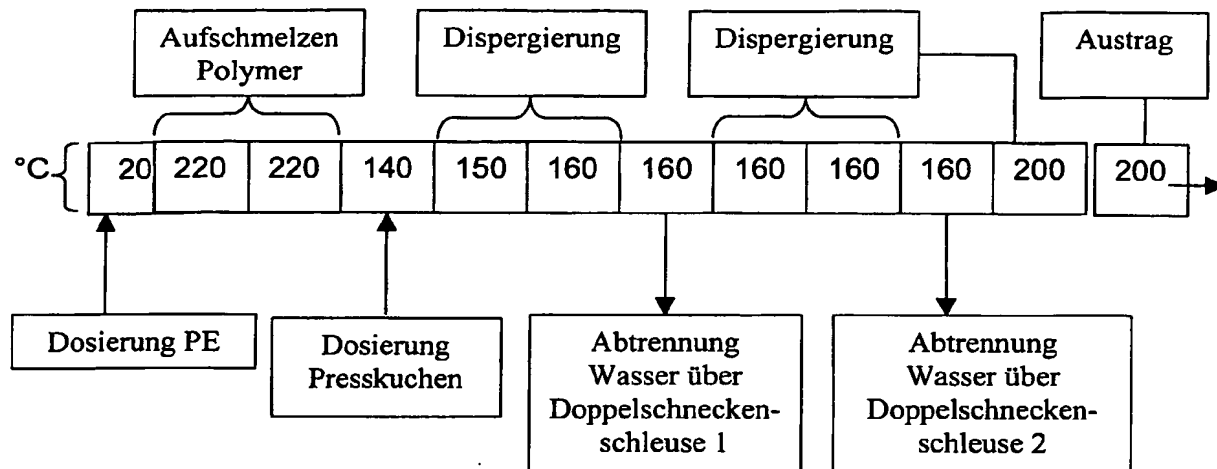 Aufschmelzen
Polymer
Dispergierung
Dispergierung
Austrag
°C
20 220 220 140 150 160 160 160 160 160 200 200
Dosierung PE
Dosierung
Presskuchen
Abtrennung
Wasser über
Doppelschnecken-
schleuse 1
Abtrennung
Wasser über
Doppelschnecken-
schleuse 2